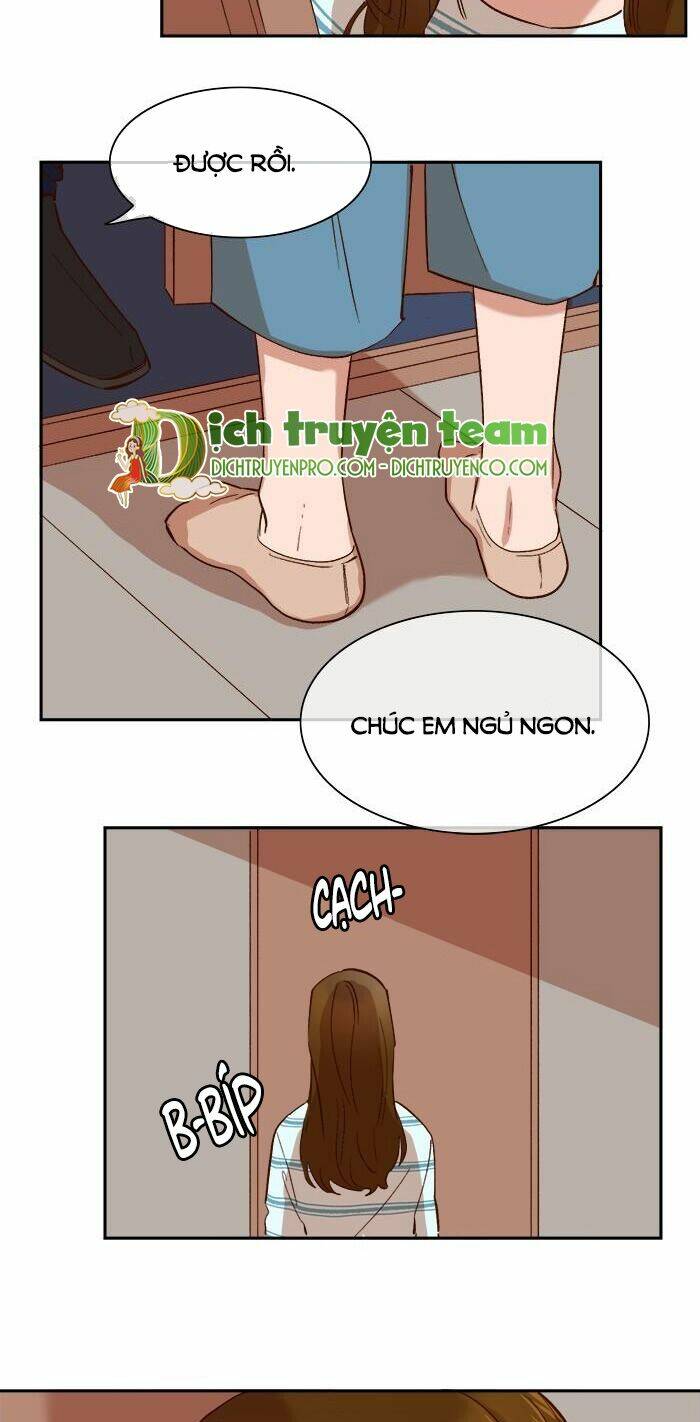 ĐƯỢC RỒI.
Dịch truyện team
DICHTRUYENPRO.COM - DICHTRUYENCO.COM
CHÚC EM NGỦ NGON.
CẠCH-
B-BÍP